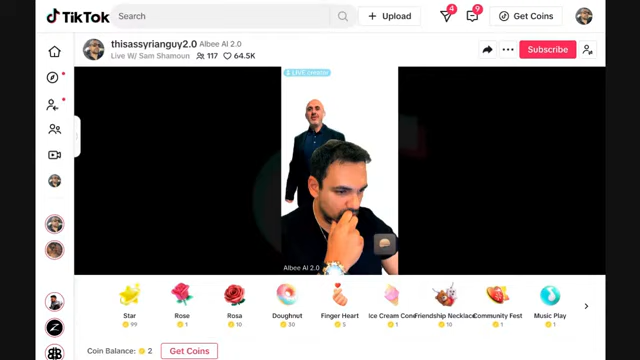 TikTok
Search
+ Upload
4
9
Get Coins
thisassyrianguy2.0 Albee AI 2.0
Live W/ Sam Shamoun 117 64.5K
Subscribe
LIVE creator
Albee AI 2.0
Star
99
Rose
1
Rosa
10
Doughnut
30
Finger Heart
5
Ice Cream Con
1
Friendship Necklace
10
Community Fest
1
Music Play
1
Coin Balance: 2
Get Coins